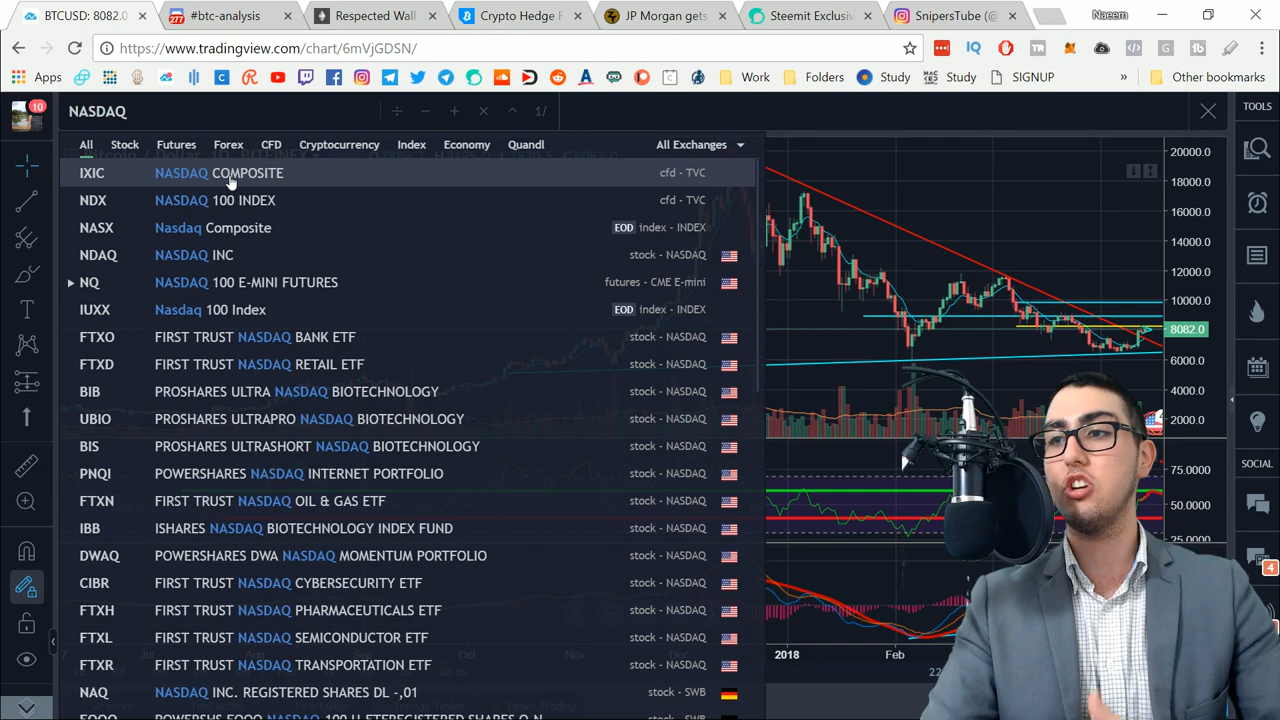 BTCUSD: 8082.0
#btc-analysis
Respected Wall
Crypto Hedge F
JP Morgan gets
Steemit Exclusiv
SnipersTube (@
Naeem
https://www.tradingview.com/chart/6mVjGDSN/
Apps
Work
Folders
Study
Study
SIGNUP
»
Other bookmarks
10
NASDAQ
1/
TOOLS
All
Stock
Futures
Forex
CFD
Cryptocurrency
Index
Economy
Quandl
All Exchanges
IXIC NASDAQ COMPOSITE cfd - TVC
NDX NASDAQ 100 INDEX cfd - TVC
NASX Nasdaq Composite EOD index - INDEX
NDAQ NASDAQ INC stock - NASDAQ
NQ NASDAQ 100 E-MINI FUTURES futures - CME E-mini
IUXX Nasdaq 100 Index EOD index - INDEX
FTXO FIRST TRUST NASDAQ BANK ETF stock - NASDAQ
FTXD FIRST TRUST NASDAQ RETAIL ETF stock - NASDAQ
BIB PROSHARES ULTRA NASDAQ BIOTECHNOLOGY stock - NASDAQ
UBIO PROSHARES ULTRAPRO NASDAQ BIOTECHNOLOGY stock - NASDAQ
BIS PROSHARES ULTRASHORT NASDAQ BIOTECHNOLOGY stock - NASDAQ
PNQI POWERSHARES NASDAQ INTERNET PORTFOLIO stock - NASDAQ
FTXN FIRST TRUST NASDAQ OIL & GAS ETF stock - NASDAQ
IBB ISHARES NASDAQ BIOTECHNOLOGY INDEX FUND stock - NASDAQ
DWAQ POWERSHARES DWA NASDAQ MOMENTUM PORTFOLIO stock - NASDAQ
CIBR FIRST TRUST NASDAQ CYBERSECURITY ETF stock - NASDAQ
FTXH FIRST TRUST NASDAQ PHARMACEUTICALS ETF stock - NASDAQ
FTXL FIRST TRUST NASDAQ SEMICONDUCTOR ETF stock - NASDAQ
FTXR FIRST TRUST NASDAQ TRANSPORTATION ETF stock - NASDAQ
NAQ NASDAQ INC. REGISTERED SHARES DL -,01 stock - SWB
20000.0
18000.0
16000.0
14000.0
12000.0
10000.0
8082.0
6000.0
4000.0
2000.0
75.0000
50.0000
25.0000
2018
Feb
SOCIAL
4